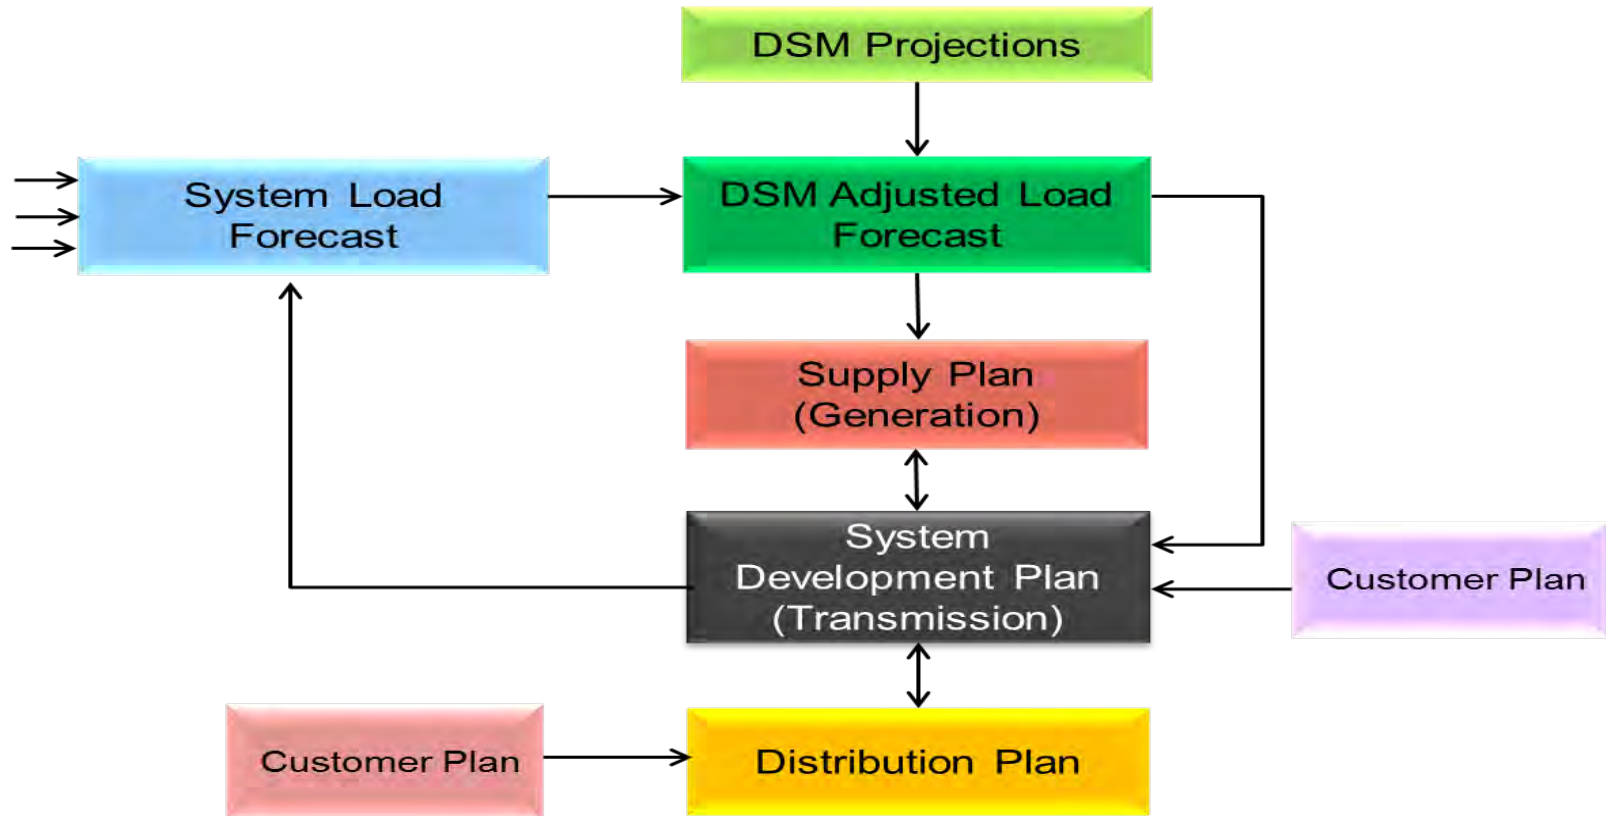 DSM Projections
System Load
Forecast
DSM Adjusted Load
Forecast
Supply Plan
(Generation)
System
Development Plan
(Transmission)
Customer Plan
Customer Plan
Distribution Plan